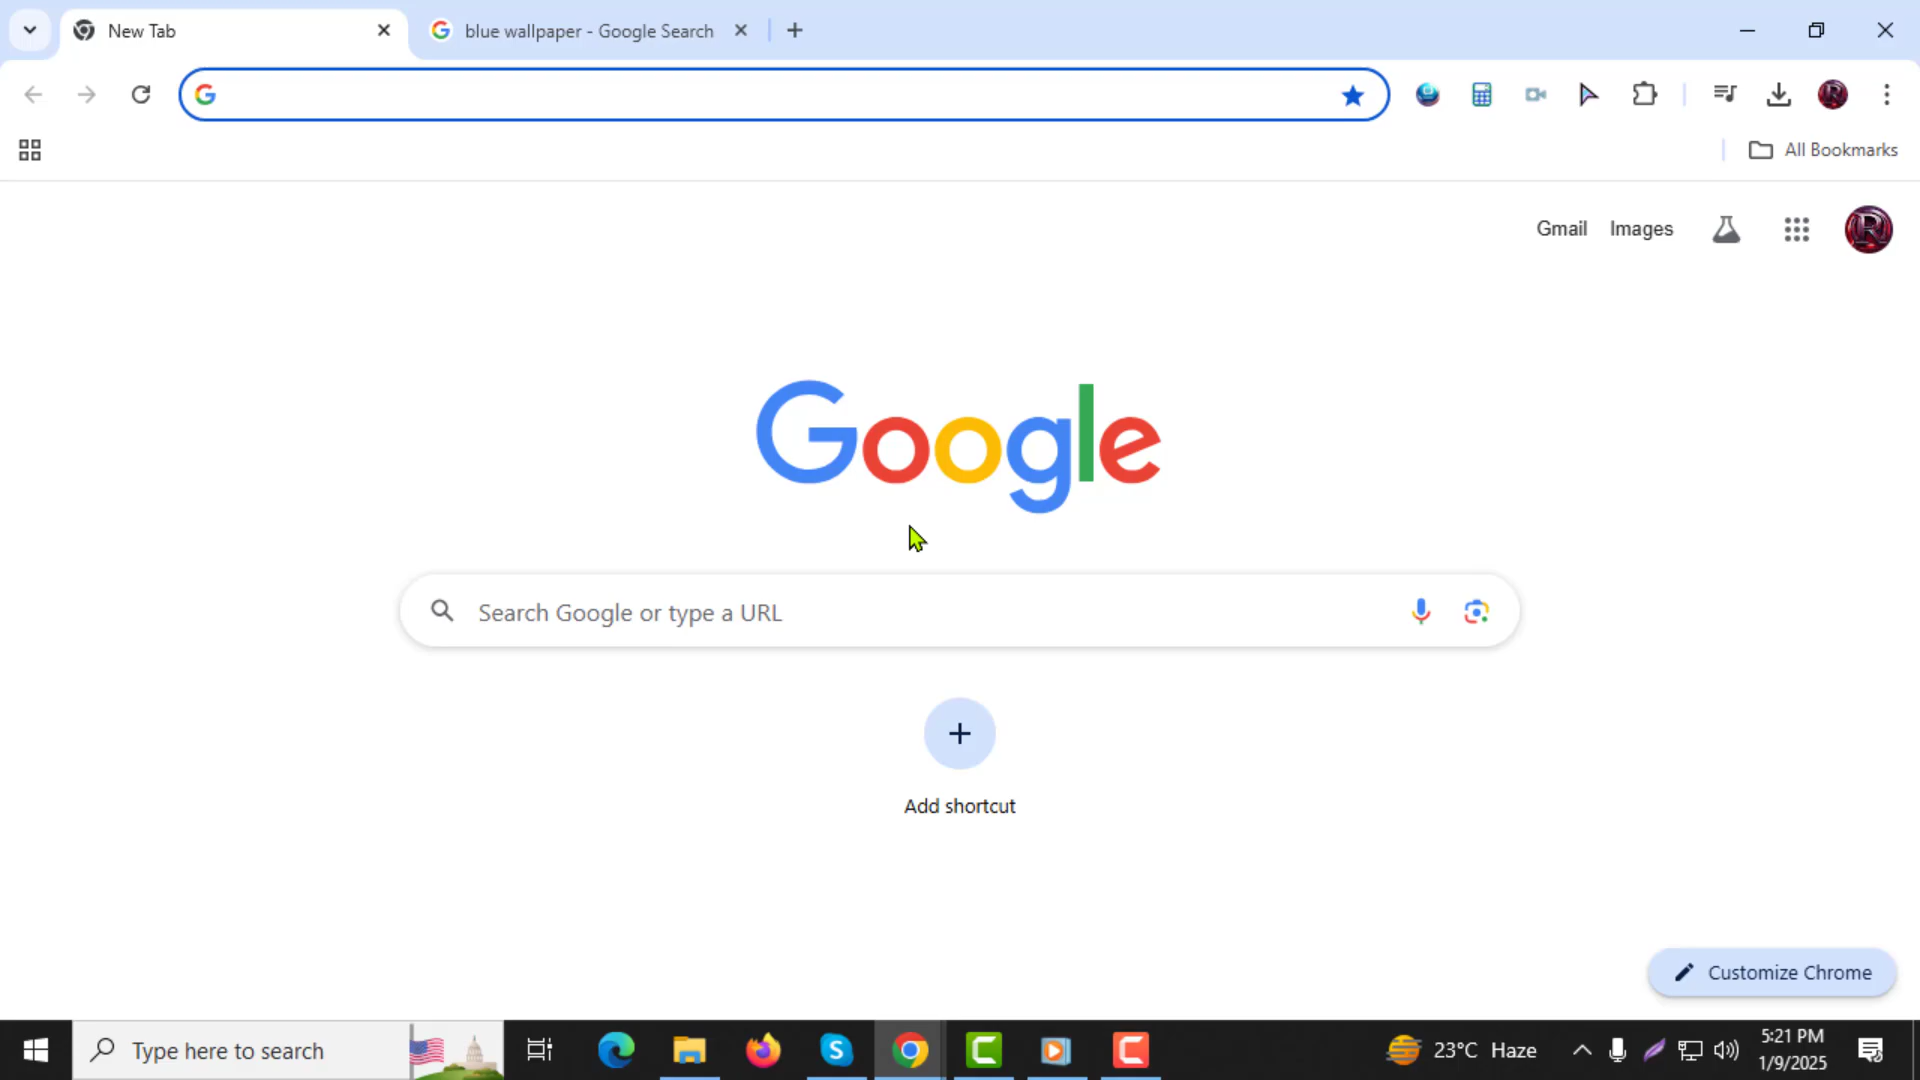 New Tab
blue wallpaper - Google Search
All Bookmarks
Gmail Images
Google
Search Google or type a URL
Add shortcut
Customize Chrome
Type here to search
23°C Haze
5:21 PM
1/9/2025